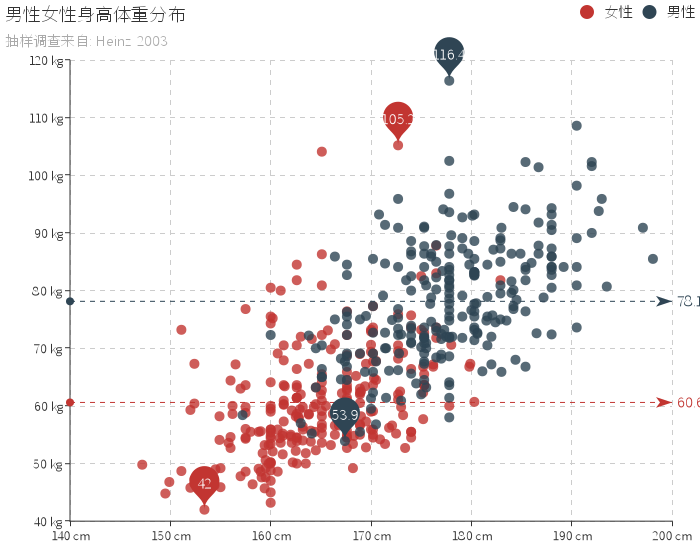 男性女性身高体重分布
女性 男性
抽样调查来自: Heinz 2003
116.4
120 kg
105.2
110 kg
100 kg
90 kg
80 kg
78.1
70 kg
60 kg
60.6
53.9
50 kg
42
40 kg
140 cm 150 cm 160 cm 170 cm 180 cm 190 cm 200 cm